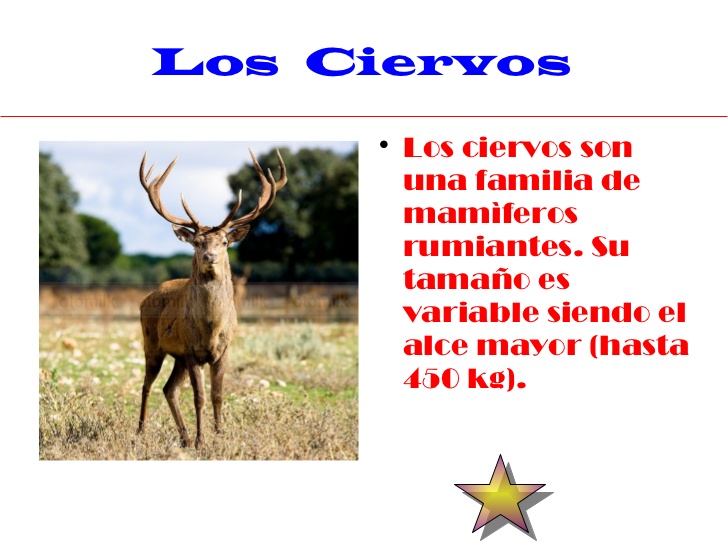 Los Ciervos
• Los ciervos son
una familia de
mamìferos
rumiantes. Su
tamaño es
variable siendo el
alce mayor (hasta
450 kg).